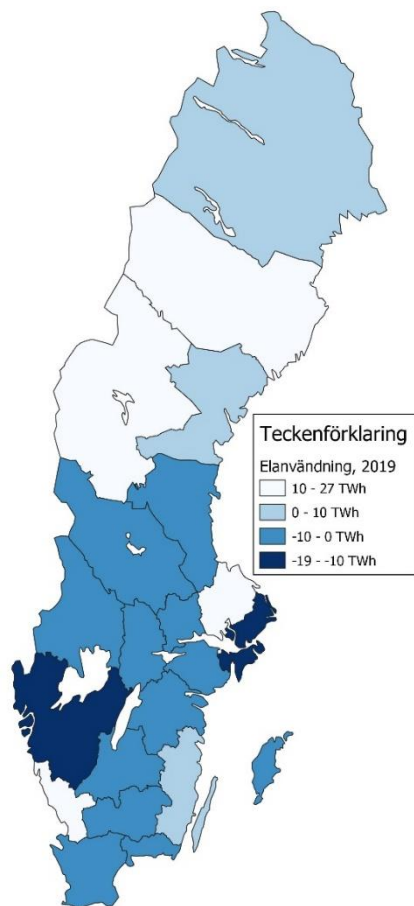 Teckenförklaring
Elanvändning, 2019
10 - 27 TWh
0 - 10 TWh
-10 - 0 TWh
-19 - -10 TWh